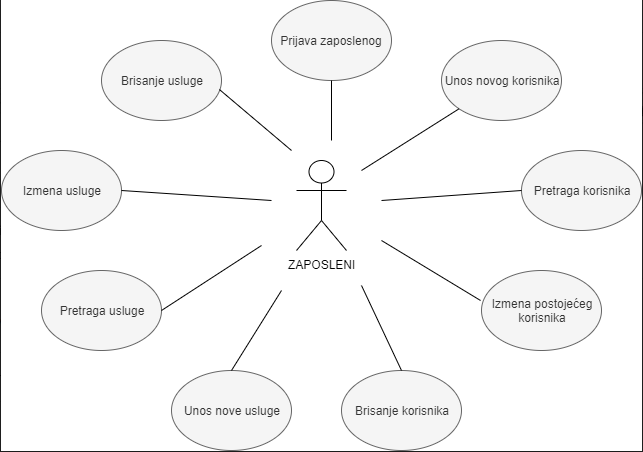 Prijava zaposlenog
Brisanje usluge
Unos novog korisnika
Izmena usluge
Pretraga korisnika
ZAPOSLENI
Pretraga usluge
Izmena postojećeg
korisnika
Unos nove usluge
Brisanje korisnika